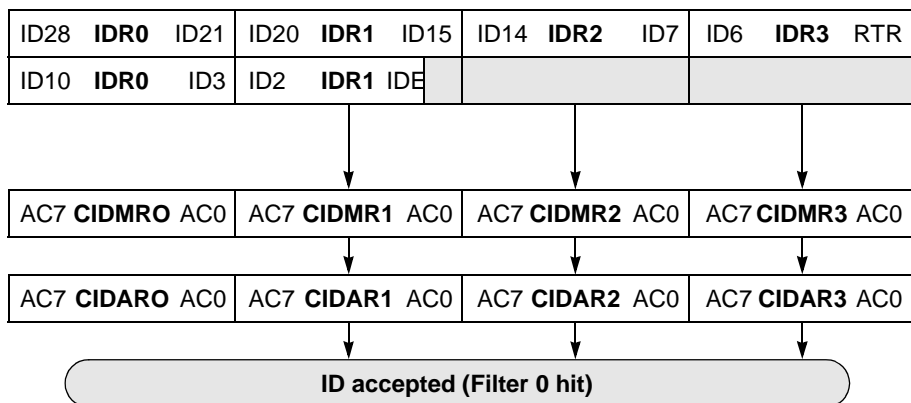 ID28 IDR0 ID21 ID20 IDR1 ID15 ID14 IDR2 ID7 ID6 IDR3 RTR
ID10 IDR0 ID3 ID2 IDR1 IDE
AC7 CIDMRO AC0 AC7 CIDMR1 AC0 AC7 CIDMR2 AC0 AC7 CIDMR3 AC0
AC7 CIDARO AC0 AC7 CIDAR1 AC0 AC7 CIDAR2 AC0 AC7 CIDAR3 AC0
ID accepted (Filter 0 hit)